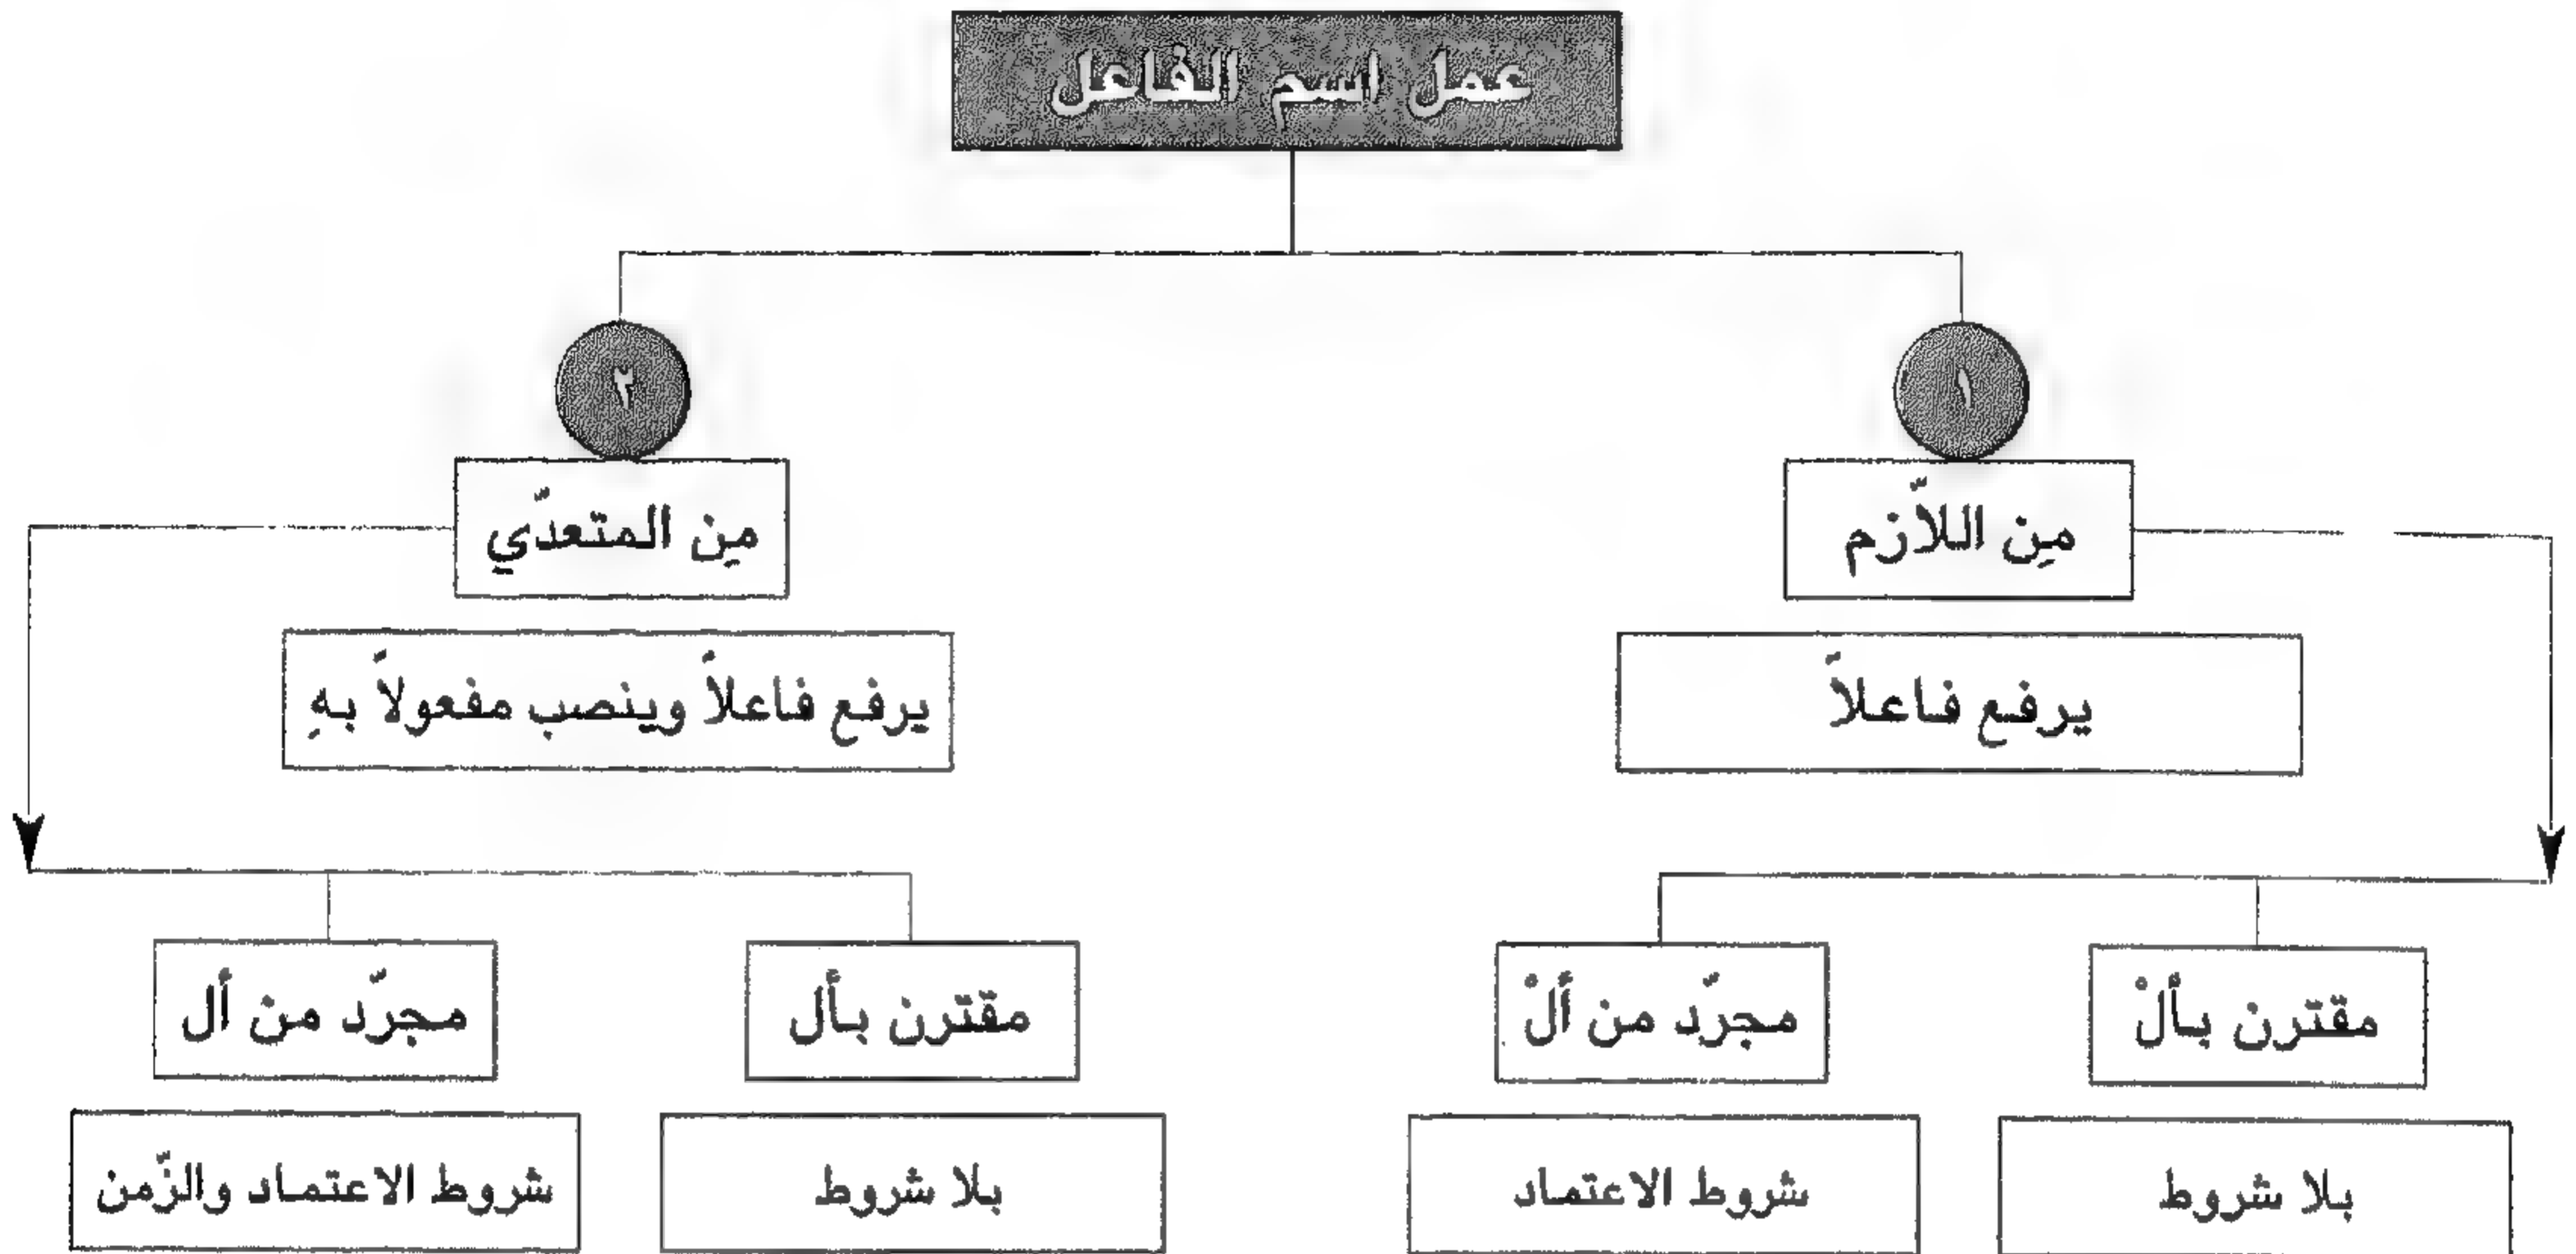 عمل اسم الفاعل
١
٢
مِن اللاّزم
مِن المتعدّي
يرفع فاعلاً
يرفع فاعلاً وينصب مفعولاً بهِ
مقترن بألْ
مجرّد من ألْ
مقترن بأل
مجرّد من أل
بلا شروط
شروط الاعتماد
بلا شروط
شروط الاعتماد والزّمن